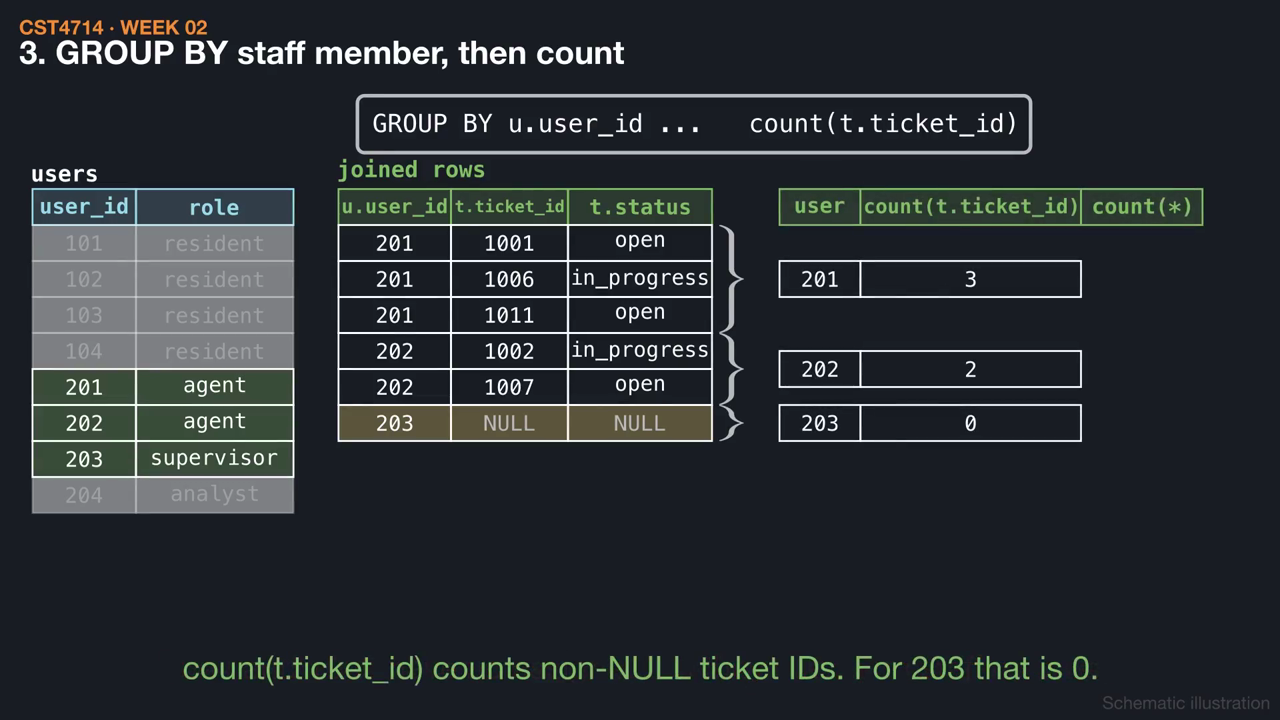 CST4714 · WEEK 02
3. GROUP BY staff member, then count
GROUP BY u.user_id ... count(t.ticket_id)
users
user_id role
101 resident
102 resident
103 resident
104 resident
201 agent
202 agent
203 supervisor
204 analyst
joined rows
u.user_id t.ticket_id t.status
201 1001 open
201 1006 in_progress
201 1011 open
202 1002 in_progress
202 1007 open
203 NULL NULL
user count(t.ticket_id) count(*)
201 3
202 2
203 0
count(t.ticket_id) counts non-NULL ticket IDs. For 203 that is 0.
Schematic illustration